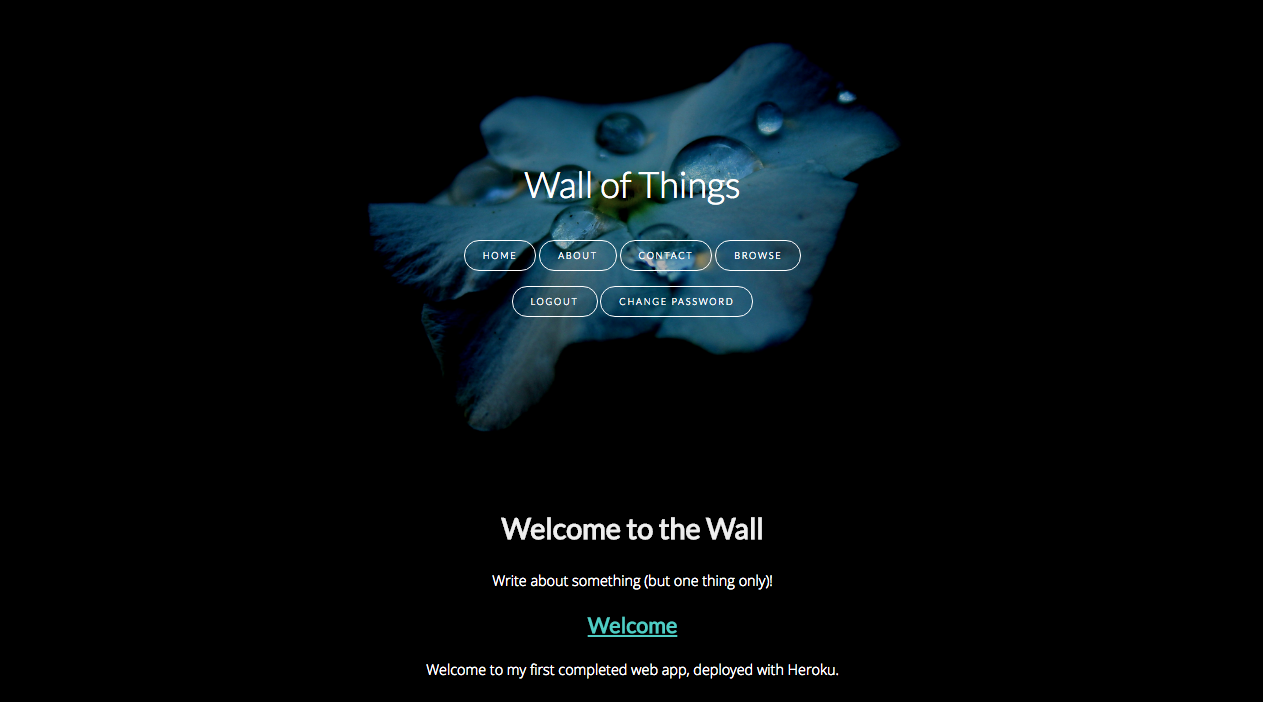 Wall of Things
HOME ABOUT CONTACT BROWSE
LOGOUT CHANGE PASSWORD
Welcome to the Wall
Write about something (but one thing only)!
Welcome
Welcome to my first completed web app, deployed with Heroku.